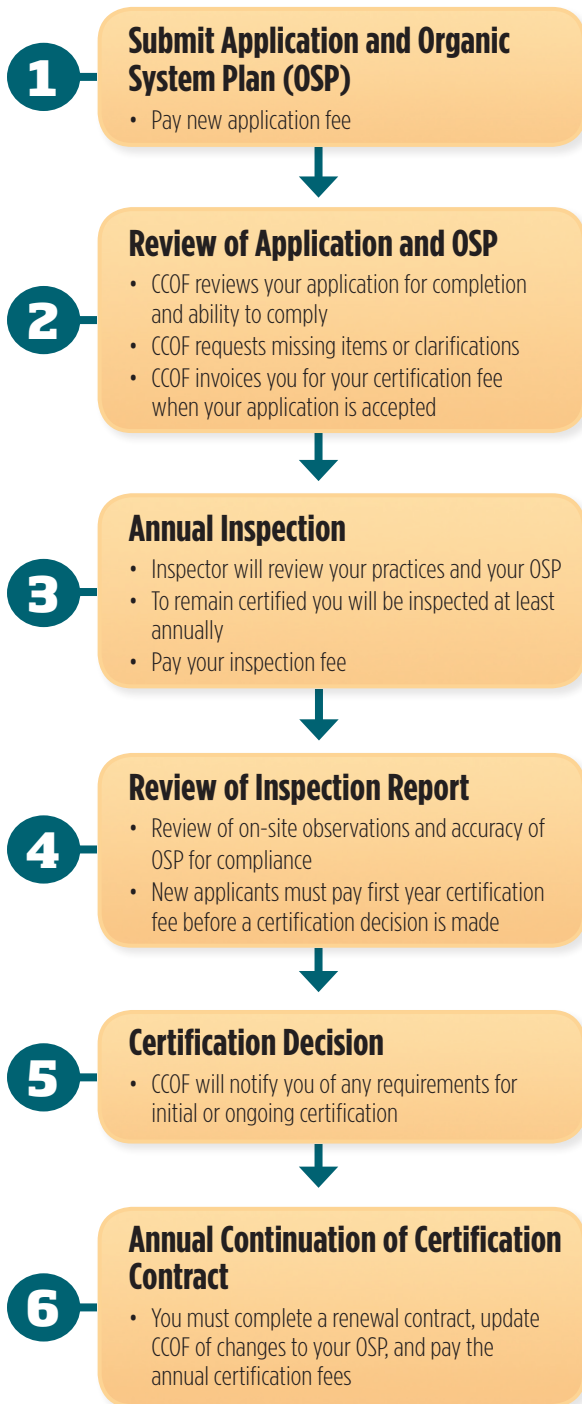 1
Submit Application and Organic
System Plan (OSP)
• Pay new application fee
2
Review of Application and OSP
• CCOF reviews your application for completion
and ability to comply
• CCOF requests missing items or clarifications
• CCOF invoices you for your certification fee
when your application is accepted
3
Annual Inspection
• Inspector will review your practices and your OSP
• To remain certified you will be inspected at least
annually
• Pay your inspection fee
4
Review of Inspection Report
• Review of on-site observations and accuracy of
OSP for compliance
• New applicants must pay first year certification
fee before a certification decision is made
5
Certification Decision
• CCOF will notify you of any requirements for
initial or ongoing certification
6
Annual Continuation of Certification
Contract
• You must complete a renewal contract, update
CCOF of changes to your OSP, and pay the
annual certification fees